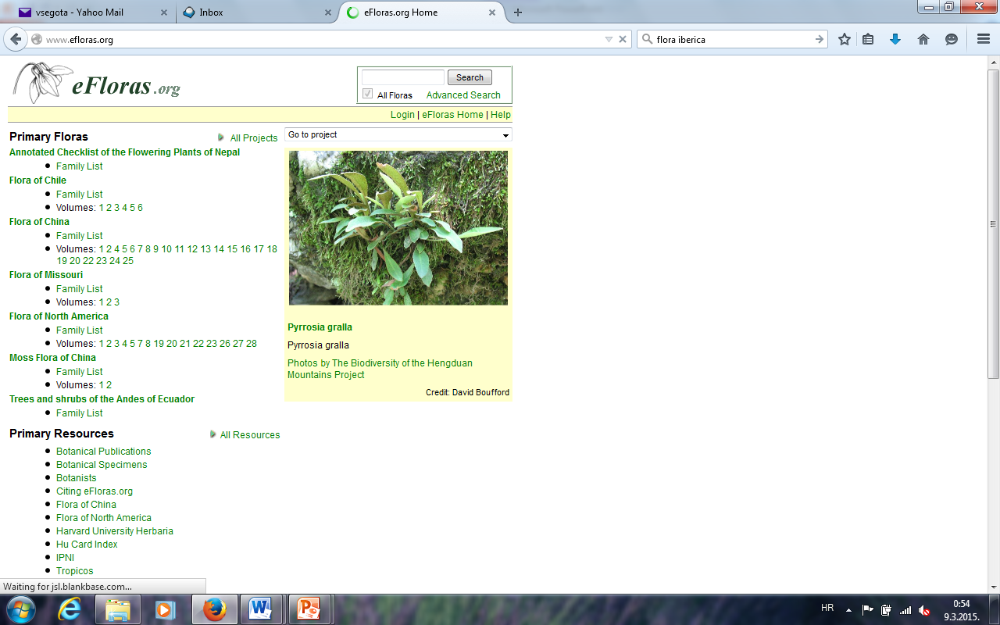 vsegota - Yahoo Mail
Inbox
eFloras.org Home
www.efloras.org
flora iberica
eFloras.org
Search
All Floras
Advanced Search
Login | eFloras Home | Help
Primary Floras
All Projects
Annotated Checklist of the Flowering Plants of Nepal
Family List
Flora of Chile
Family List
Volumes: 1 2 3 4 5 6
Flora of China
Family List
Volumes: 1 2 4 5 6 7 8 9 10 11 12 13 14 15 16 17 18
19 20 22 23 24 25
Flora of Missouri
Family List
Volumes: 1 2 3
Flora of North America
Family List
Volumes: 1 2 3 4 5 7 8 19 20 21 22 23 26 27 28
Moss Flora of China
Family List
Volumes: 1 2
Trees and shrubs of the Andes of Ecuador
Family List
Primary Resources
All Resources
Botanical Publications
Botanical Specimens
Botanists
Citing eFloras.org
Flora of China
Flora of North America
Harvard University Herbaria
Hu Card Index
IPNI
Tropicos
Go to project
Pyrrosia gralla
Pyrrosia gralla
Photos by The Biodiversity of the Hengduan
Mountains Project
Credit: David Boufford
Waiting for jsl.blankbase.com...
HR
0:54
9.3.2015.